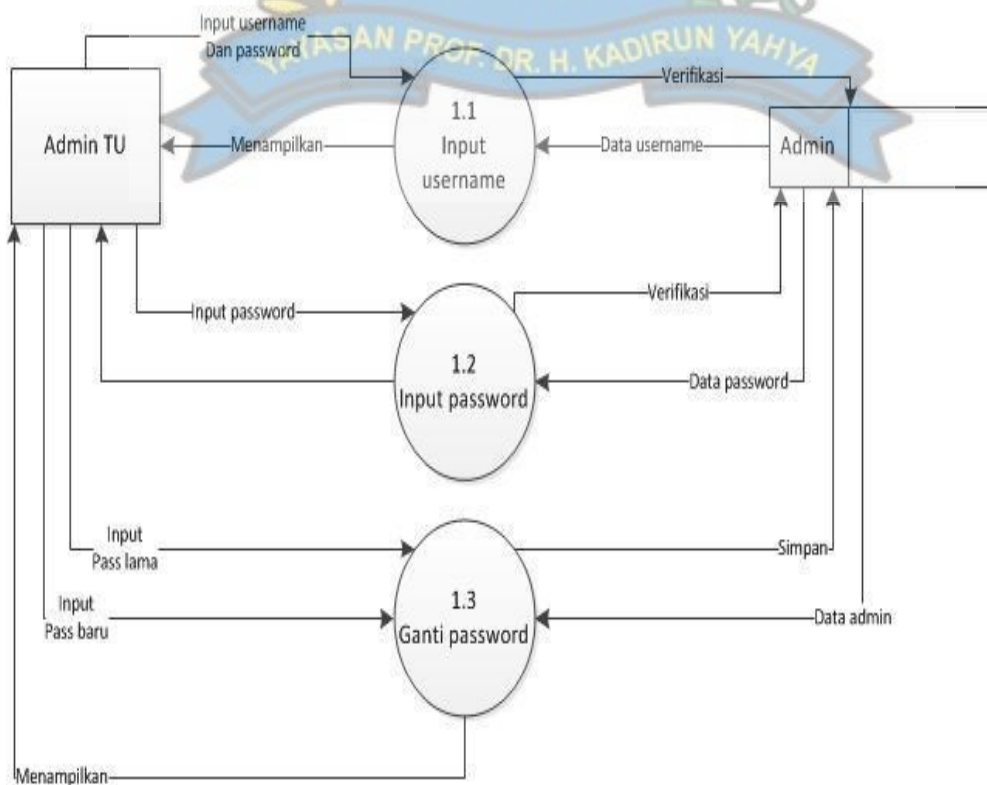 YAYASAN PROF. DR. H. KADIRUN YAHYA
Input username
Dan password
Verifikasi
Admin TU
Menampilkan
1.1
Input
username
Data username
Admin
Input password
Verifikasi
1.2
Input password
Data password
Input
Pass lama
Simpan
Input
Pass baru
1.3
Ganti password
Data admin
Menampilkan